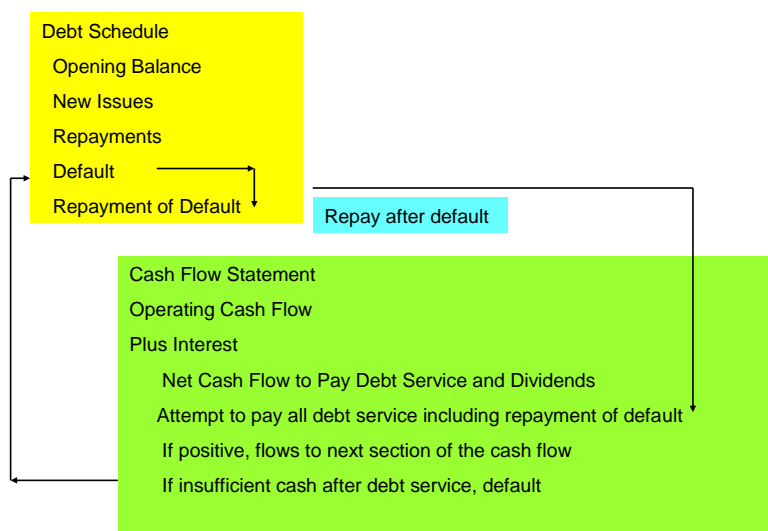 Debt Schedule
Opening Balance
New Issues
Repayments
Default
Repayment of Default
Repay after default
Cash Flow Statement
Operating Cash Flow
Plus Interest
Net Cash Flow to Pay Debt Service and Dividends
Attempt to pay all debt service including repayment of default
If positive, flows to next section of the cash flow
If insufficient cash after debt service, default